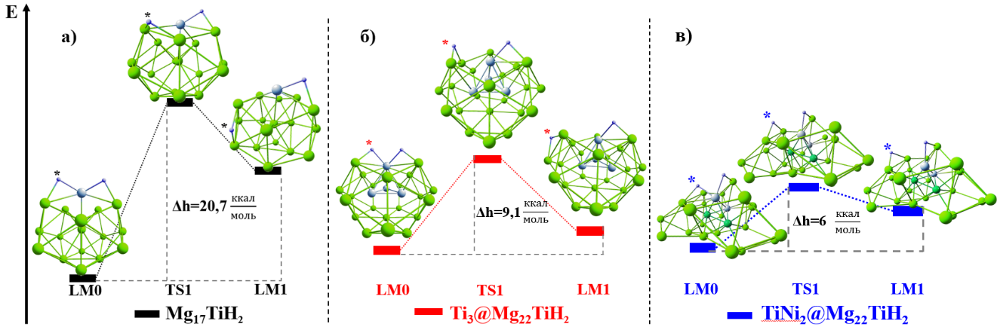 E
а)
б)
в)
*
*
*
*
*
*
*
*
*
Δh=20,7 ккал/моль
Δh=9,1 ккал/моль
Δh=6 ккал/моль
LM0 TS1 LM1
LM0 TS1 LM1
LM0 TS1 LM1
Mg₁₇TiH₂
Ti₃@Mg₂₂TiH₂
TiNi₂@Mg₂₂TiH₂